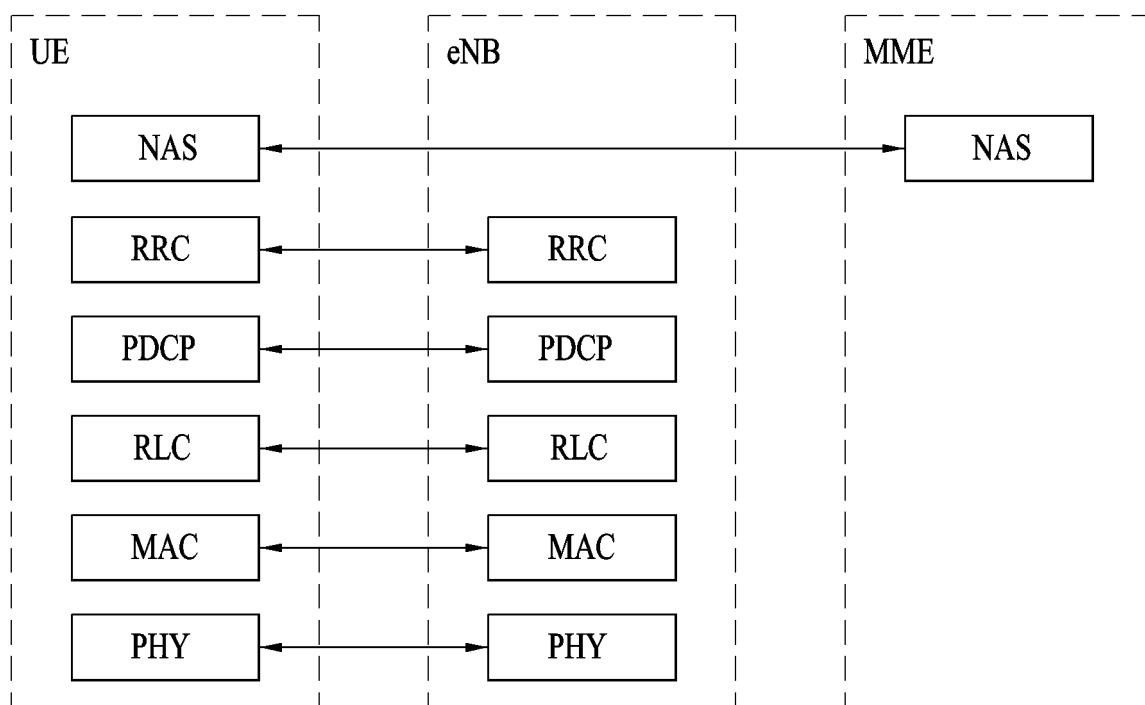 UE eNB MME
NAS NAS
RRC RRC
PDCP PDCP
RLC RLC
MAC MAC
PHY PHY